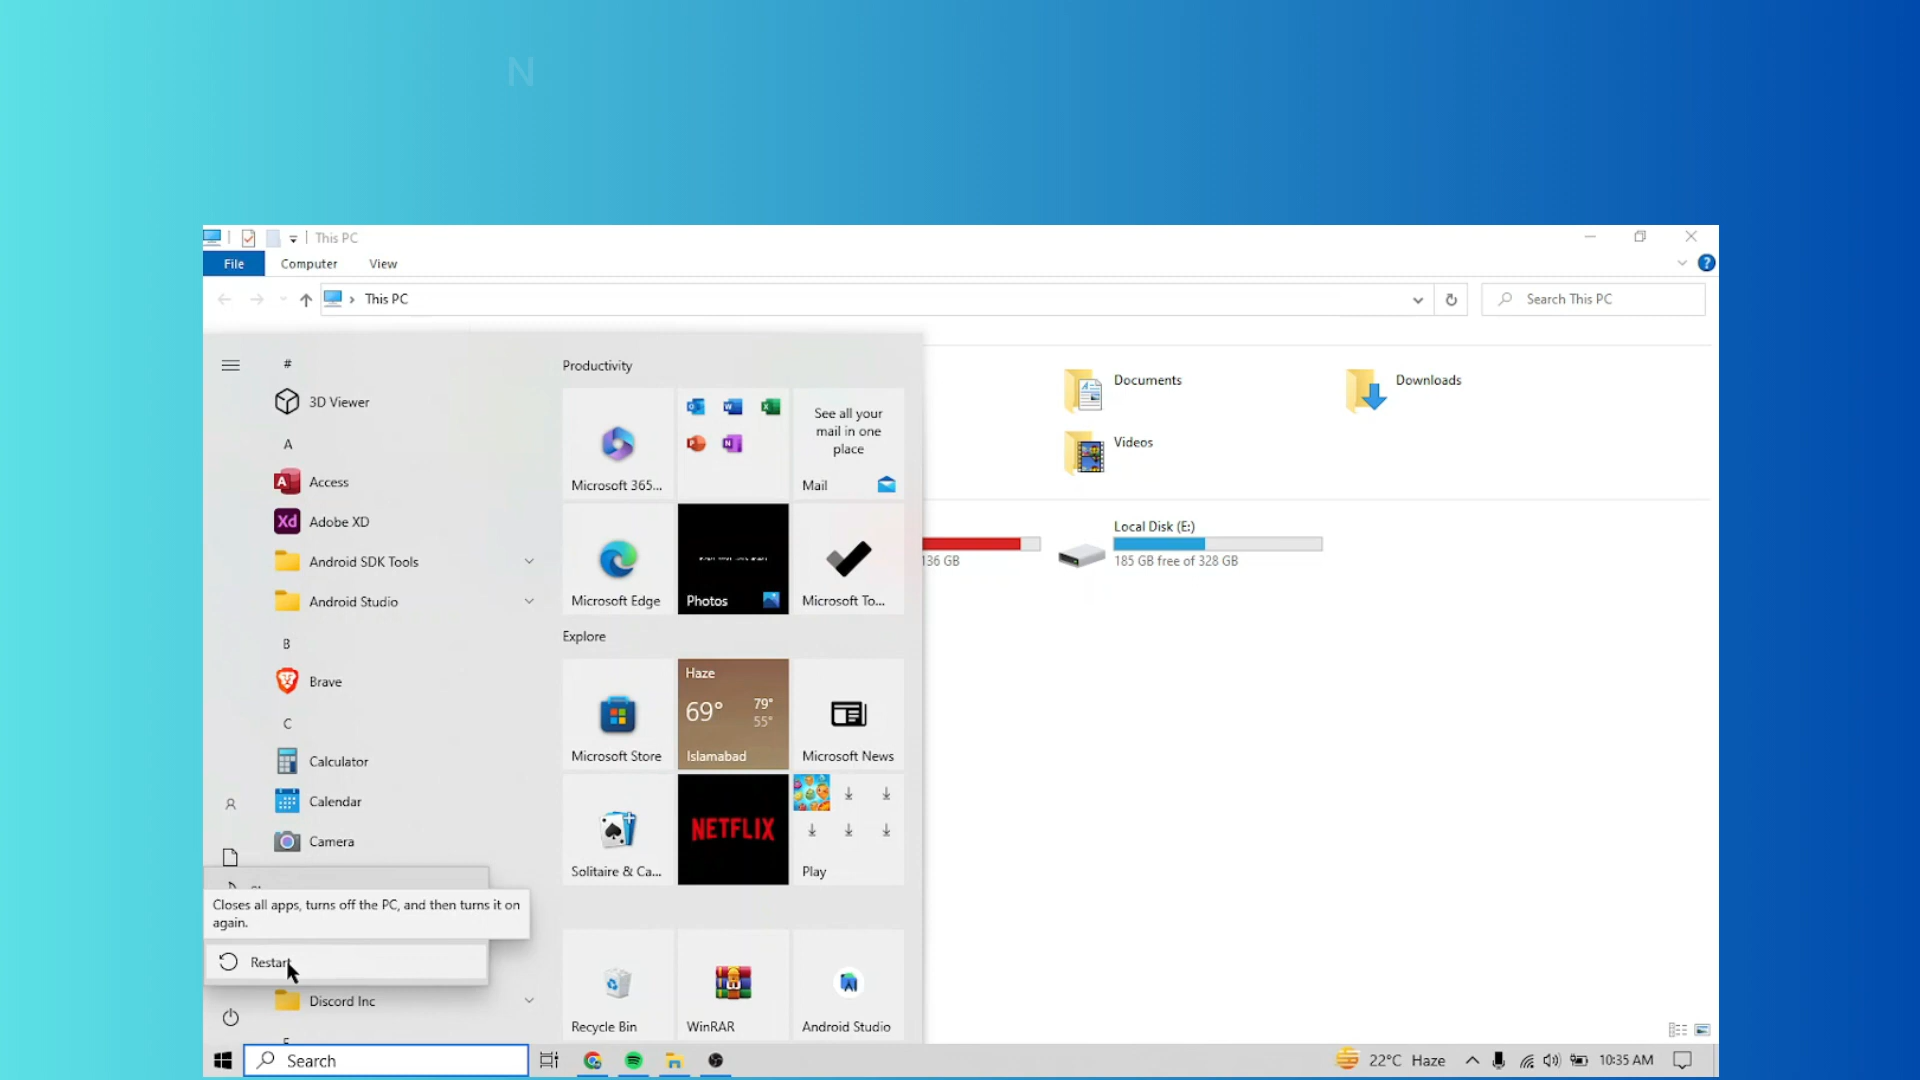 N
This PC
File Computer View
This PC
Search This PC
#
3D Viewer
A
Access
Adobe XD
Android SDK Tools
Android Studio
B
Brave
C
Calculator
Calendar
Camera
Closes all apps, turns off the PC, and then turns it on
again.
Restart
Discord Inc
Productivity
Microsoft 365...
See all your
mail in one
place
Mail
Microsoft Edge
Photos
Microsoft To...
Explore
Microsoft Store
Haze
69° 79°
55°
Islamabad
Microsoft News
Solitaire & Ca...
NETFLIX
Play
Recycle Bin
WinRAR
Android Studio
Documents
Downloads
Videos
136 GB
Local Disk (E:)
185 GB free of 328 GB
Search
22°C Haze
10:35 AM